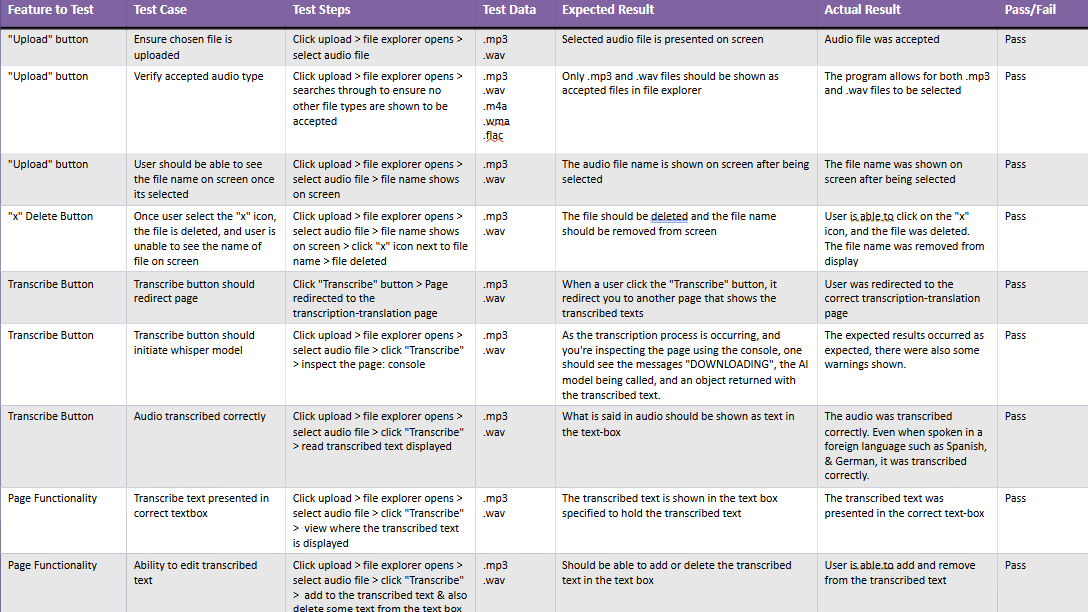 Feature to Test Test Case Test Steps Test Data Expected Result Actual Result Pass/Fail
"Upload" button
Ensure chosen file is
uploaded
Click upload > file explorer opens >
select audio file
.mp3
.wav
Selected audio file is presented on screen
Audio file was accepted
Pass
"Upload" button
Verify accepted audio type
Click upload > file explorer opens >
searches through to ensure no
other file types are shown to be
accepted
.mp3
.wav
.m4a
.wma
.flac
Only .mp3 and .wav files should be shown as
accepted files in file explorer
The program allows for both .mp3
and .wav files to be selected
Pass
"Upload" button
User should be able to see
the file name on screen once
its selected
Click upload > file explorer opens >
select audio file > file name shows
on screen
.mp3
.wav
The audio file name is shown on screen after being
selected
The file name was shown on
screen after being selected
Pass
"x" Delete Button
Once user select the "x" icon,
the file is deleted, and user is
unable to see the name of
file on screen
Click upload > file explorer opens >
select audio file > file name shows
on screen > click "x" icon next to file
name > file deleted
.mp3
.wav
The file should be deleted and the file name
should be removed from screen
User is able to click on the "x"
icon, and the file was deleted.
The file name was removed from
display
Pass
Transcribe Button
Transcribe button should
redirect page
Click "Transcribe" button > Page
redirected to the
transcription-translation page
.mp3
.wav
When a user click the "Transcribe" button, it
redirect you to another page that shows the
transcribed texts
User was redirected to the
correct transcription-translation
page
Pass
Transcribe Button
Transcribe button should
initiate whisper model
Click upload > file explorer opens >
select audio file > click "Transcribe"
> inspect the page: console
.mp3
.wav
As the transcription process is occurring, and
you're inspecting the page using the console, one
should see the messages "DOWNLOADING", the AI
model being called, and an object returned with
the transcribed text.
The expected results occurred as
expected, there were also some
warnings shown.
Pass
Transcribe Button
Audio transcribed correctly
Click upload > file explorer opens >
select audio file > click "Transcribe"
> read transcribed text displayed
.mp3
.wav
What is said in audio should be shown as text in
the text-box
The audio was transcribed
correctly. Even when spoken in a
foreign language such as Spanish,
& German, it was transcribed
correctly.
Pass
Page Functionality
Transcribe text presented in
correct textbox
Click upload > file explorer opens >
select audio file > click "Transcribe"
> view where the transcribed text
is displayed
.mp3
.wav
The transcribed text is shown in the text box
specified to hold the transcribed text
The transcribed text was
presented in the correct text-box
Pass
Page Functionality
Ability to edit transcribed
text
Click upload > file explorer opens >
select audio file > click "Transcribe"
> add to the transcribed text & also
delete some text from the text box
.mp3
.wav
Should be able to add or delete the transcribed
text in the text box
User is able to add and remove
from the transcribed text
Pass